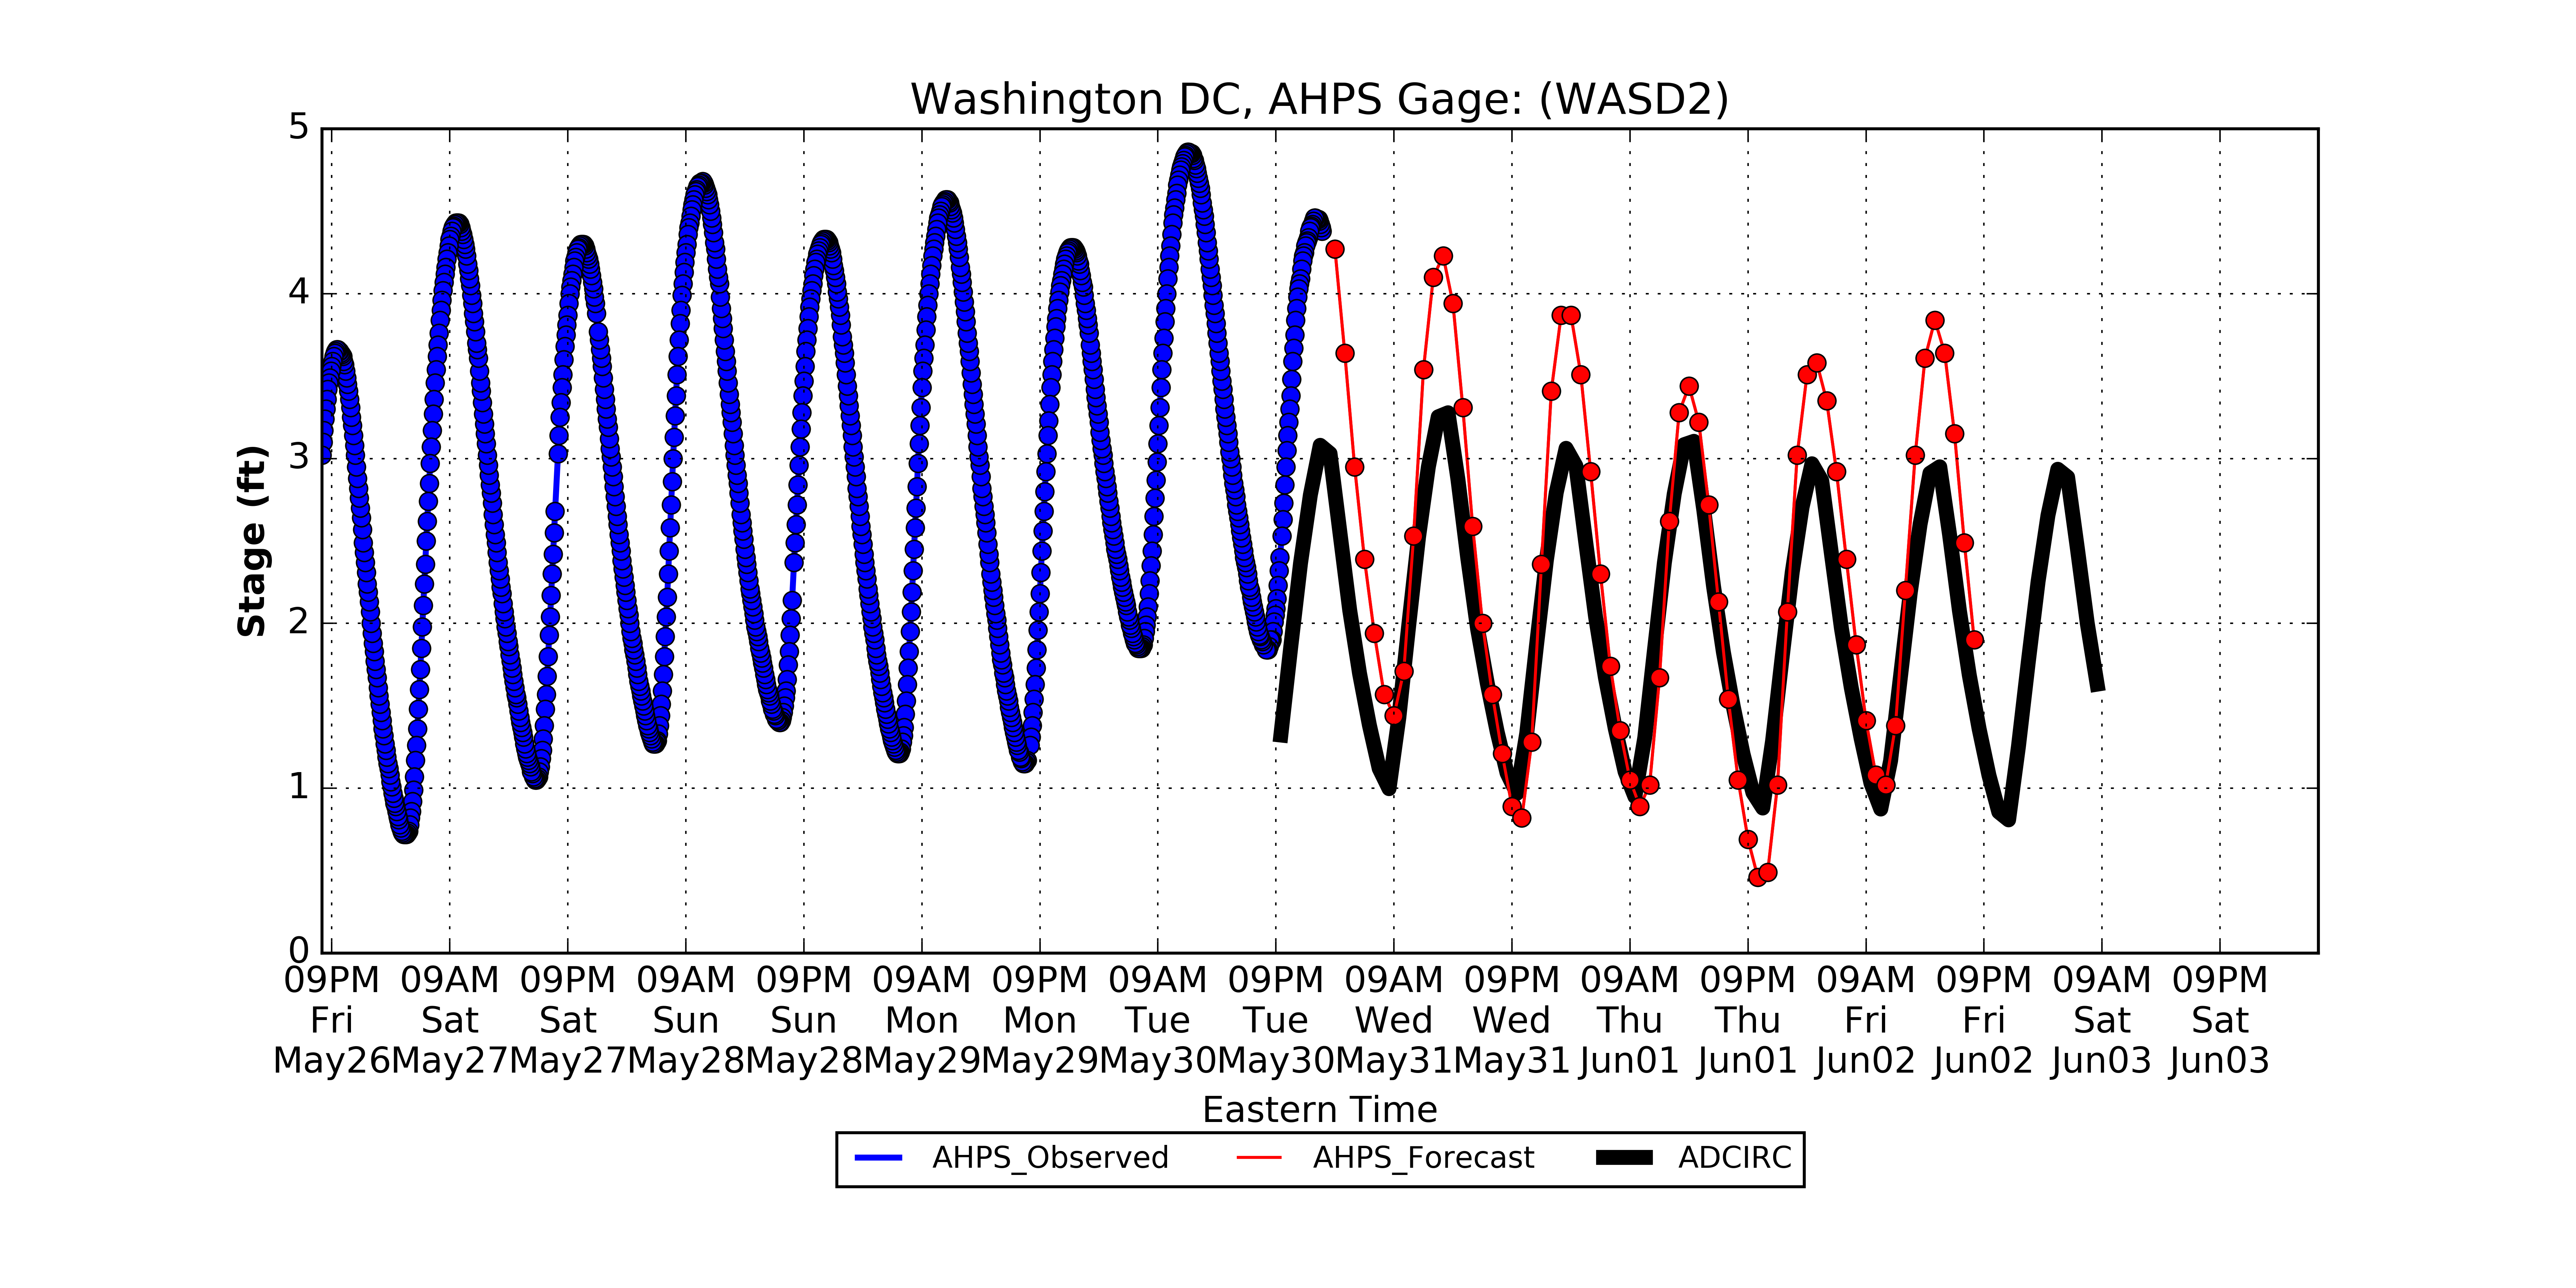 Washington DC, AHPS Gage: (WASD2)
Stage (ft)
5
4
3
2
1
0
09PM 09AM 09PM 09AM 09PM 09AM 09PM 09AM 09PM 09AM 09PM 09AM 09PM 09AM 09PM 09AM 09PM
Fri Sat Sat Sun Sun Mon Mon Tue Tue Wed Wed Thu Thu Fri Fri Sat Sat
May26 May27 May27 May28 May28 May29 May29 May30 May30 May31 May31 Jun01 Jun01 Jun02 Jun02 Jun03 Jun03
Eastern Time
AHPS_Observed AHPS_Forecast ADCIRC